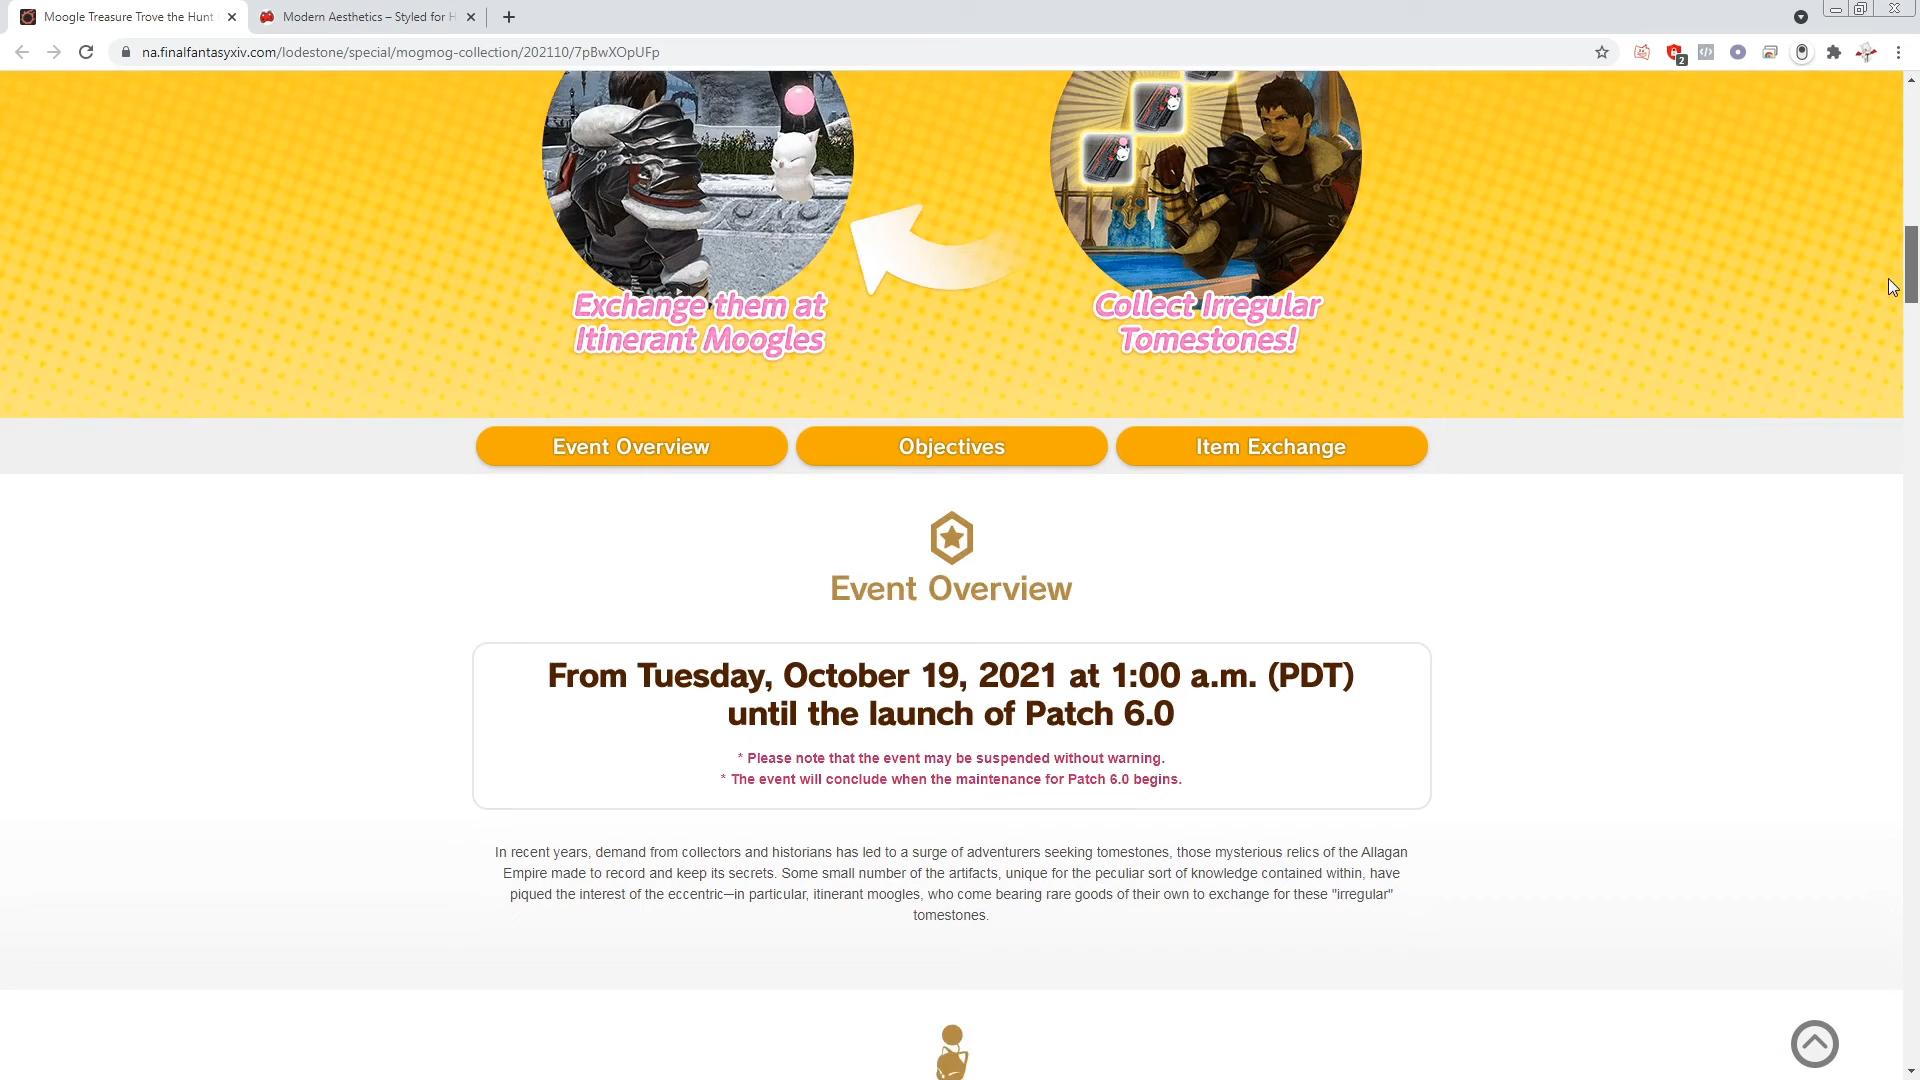 Moogle Treasure Trove the Hunt
Modern Aesthetics – Styled for H
na.finalfantasyxiv.com/lodestone/special/mogmog-collection/202110/7pBwXOpUFp
2
Exchange them at
Itinerant Moogles
Collect Irregular
Tomestones!
Event Overview
Objectives
Item Exchange
Event Overview
From Tuesday, October 19, 2021 at 1:00 a.m. (PDT)
until the launch of Patch 6.0
* Please note that the event may be suspended without warning.
* The event will conclude when the maintenance for Patch 6.0 begins.
In recent years, demand from collectors and historians has led to a surge of adventurers seeking tomestones, those mysterious relics of the Allagan
Empire made to record and keep its secrets. Some small number of the artifacts, unique for the peculiar sort of knowledge contained within, have
piqued the interest of the eccentric—in particular, itinerant moogles, who come bearing rare goods of their own to exchange for these "irregular"
tomestones.